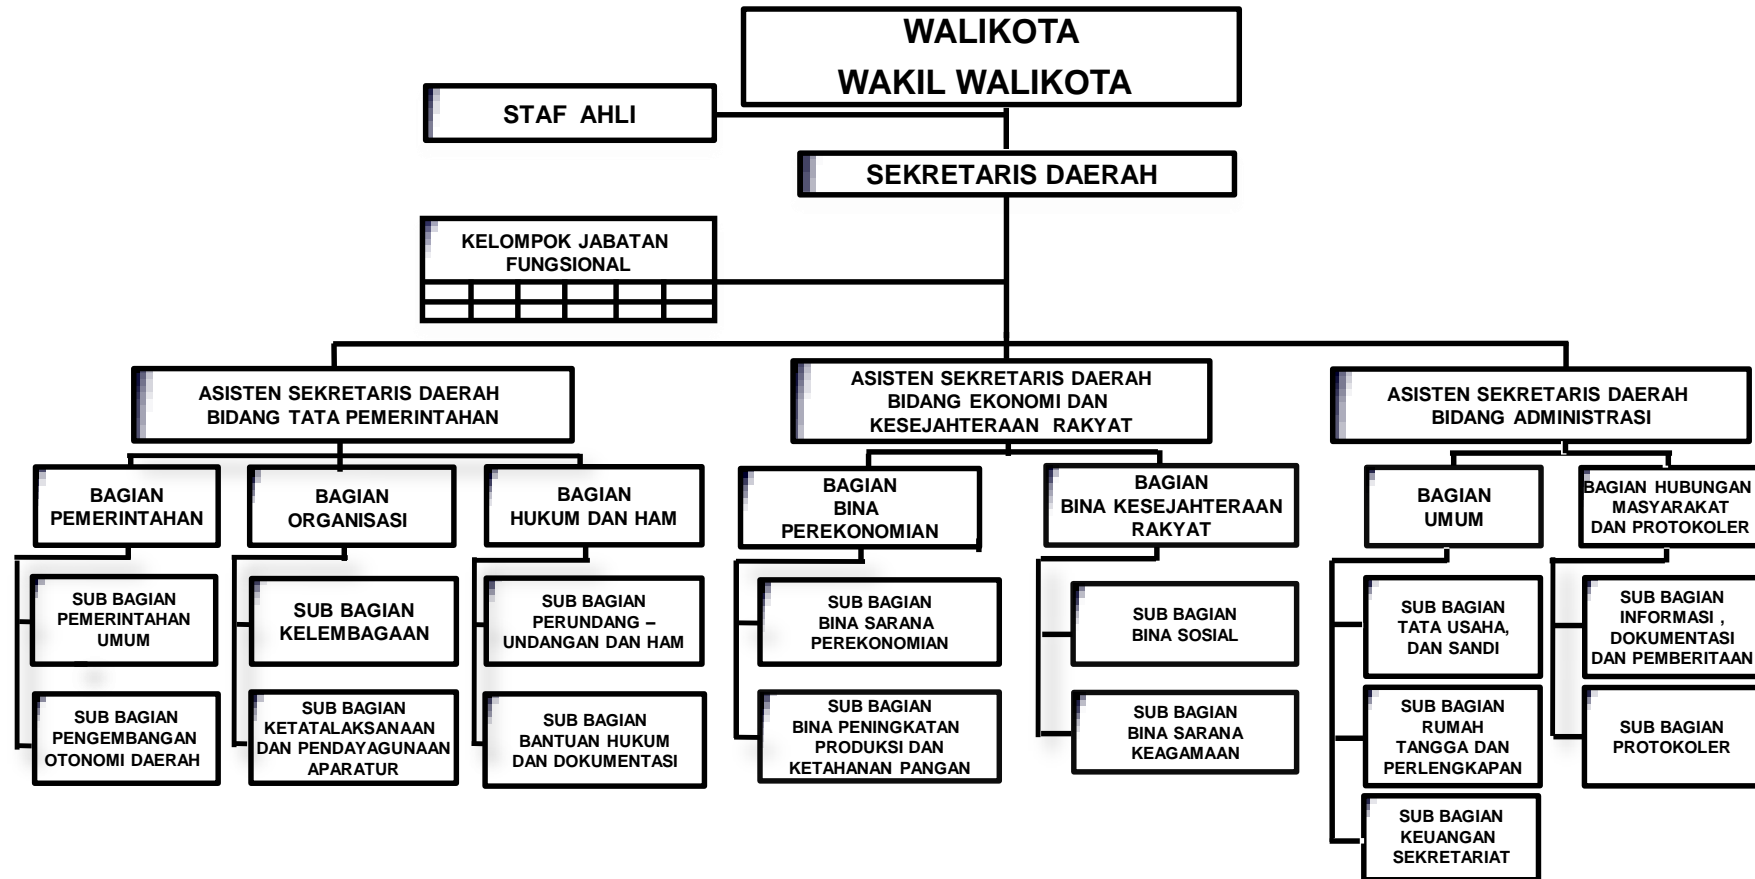 WALIKOTA
WAKIL WALIKOTA
STAF AHLI
SEKRETARIS DAERAH
KELOMPOK JABATAN
FUNGSIONAL
ASISTEN SEKRETARIS DAERAH
BIDANG TATA PEMERINTAHAN
ASISTEN SEKRETARIS DAERAH
BIDANG EKONOMI DAN
KESEJAHTERAAN RAKYAT
ASISTEN SEKRETARIS DAERAH
BIDANG ADMINISTRASI
BAGIAN
PEMERINTAHAN
BAGIAN
ORGANISASI
BAGIAN
HUKUM DAN HAM
BAGIAN
BINA
PEREKONOMIAN
BAGIAN
BINA KESEJAHTERAAN
RAKYAT
BAGIAN
UMUM
BAGIAN HUBUNGAN
MASYARAKAT
DAN PROTOKOLER
SUB BAGIAN
PEMERINTAHAN
UMUM
SUB BAGIAN
KELEMBAGAAN
SUB BAGIAN
PERUNDANG –
UNDANGAN DAN HAM
SUB BAGIAN
BINA SARANA
PEREKONOMIAN
SUB BAGIAN
BINA SOSIAL
SUB BAGIAN
TATA USAHA,
DAN SANDI
SUB BAGIAN
INFORMASI ,
DOKUMENTASI
DAN PEMBERITAAN
SUB BAGIAN
PENGEMBANGAN
OTONOMI DAERAH
SUB BAGIAN
KETATALAKSANAAN
DAN PENDAYAGUNAAN
APARATUR
SUB BAGIAN
BANTUAN HUKUM
DAN DOKUMENTASI
SUB BAGIAN
BINA PENINGKATAN
PRODUKSI DAN
KETAHANAN PANGAN
SUB BAGIAN
BINA SARANA
KEAGAMAAN
SUB BAGIAN
RUMAH
TANGGA DAN
PERLENGKAPAN
SUB BAGIAN
PROTOKOLER
SUB BAGIAN
KEUANGAN
SEKRETARIAT